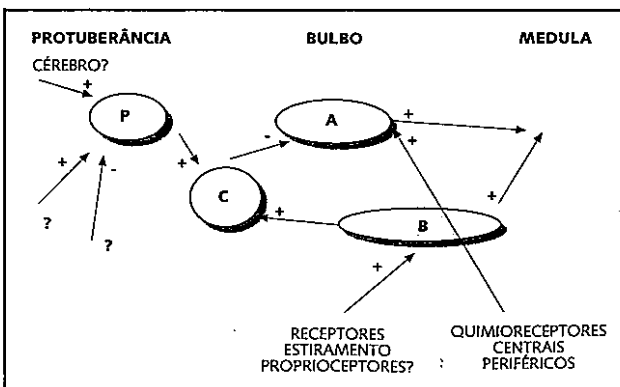 PROTUBERÂNCIA BULBO MEDULA
CÉREBRO?
+
P
A
+
+
-
+
-
+
C
+
+
B
?
?
+
RECEPTORES
ESTIRAMENTO
PROPRIOCEPTORES? :
QUIMIORECEPTORES
CENTRAIS
PERIFÉRICOS